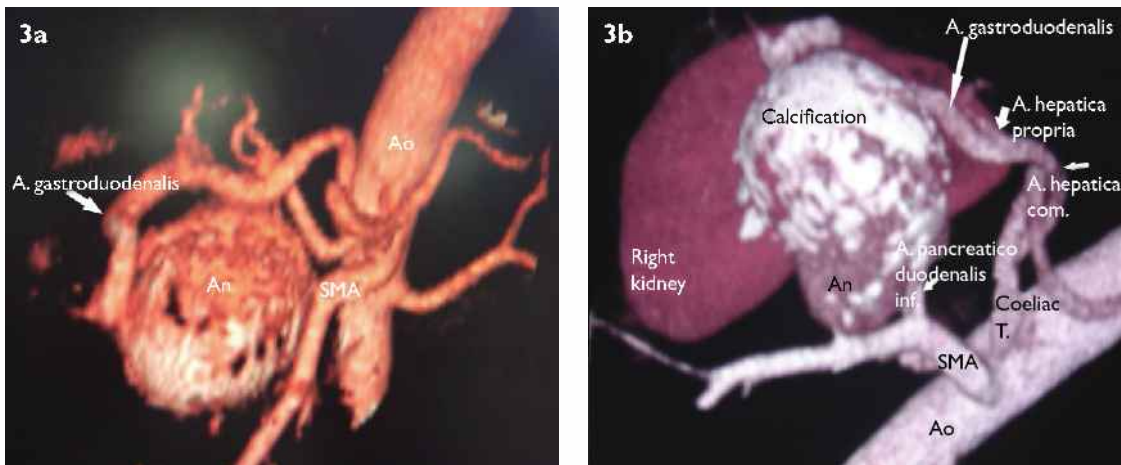 3a
Ao
A. gastroduodenalis
An
SMA
3b
A. gastroduodenalis
Calcification
A. hepatica
propria
A. hepatica
com.
Right
kidney
An
A. pancreatico
duodenalis
inf.
Coeliac
T.
SMA
Ao